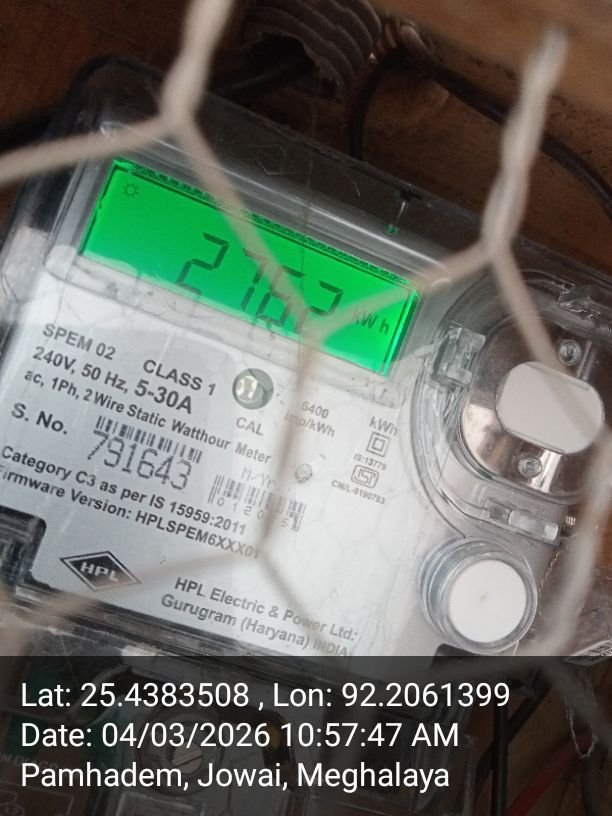 2762 kWh
SPEM 02 CLASS 1
240V, 50 Hz, 5-30A
ac, 1Ph, 2 Wire Static Watthour Meter
CAL
6400
imp/kWh
kWh
IS:13779
CM/L-9190783
S. No.
791643
Category C3 as per IS 15959:2011
Firmware Version: HPLSPEM6XXX01
HPL
HPL Electric & Power Ltd.
Gurugram (Haryana) INDIA
Lat: 25.4383508 , Lon: 92.2061399
Date: 04/03/2026 10:57:47 AM
Pamhadem, Jowai, Meghalaya